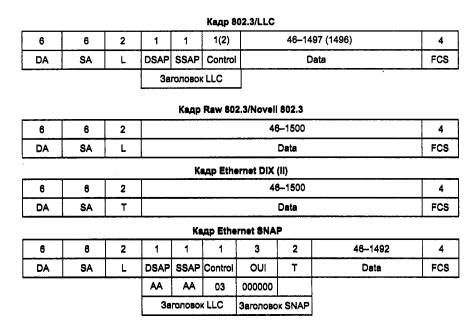 Кадр 802.3/LLC
6 6 2 1 1 1(2) 46–1497 (1496) 4
DA SA L DSAP SSAP Control Data FCS
Заголовок LLC
Кадр Raw 802.3/Novell 802.3
6 6 2 46–1500 4
DA SA L Data FCS
Кадр Ethernet DIX (II)
6 6 2 46–1500 4
DA SA T Data FCS
Кадр Ethernet SNAP
6 6 2 1 1 1 3 2 46–1492 4
DA SA L DSAP SSAP Control OUI T Data FCS
AA AA 03 000000
Заголовок LLC Заголовок SNAP